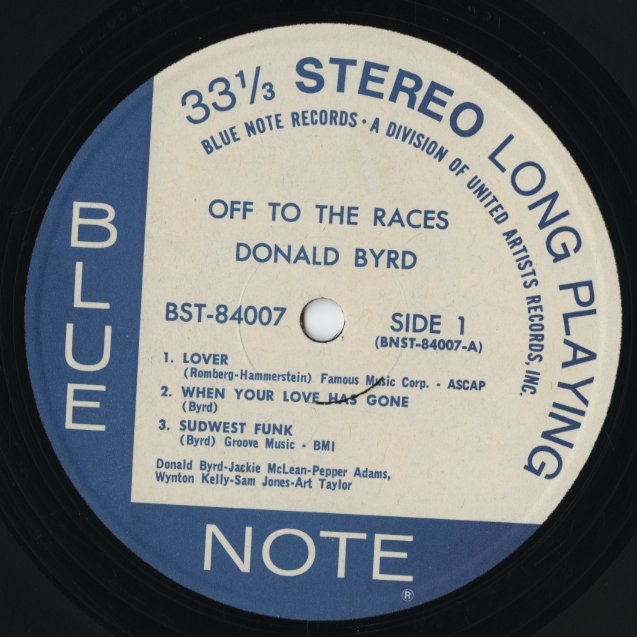 33⅓ STEREO LONG PLAYING
BLUE NOTE RECORDS • A DIVISION OF UNITED ARTISTS RECORDS, INC.
OFF TO THE RACES
DONALD BYRD
BST-84007
SIDE 1
(BNST-84007-A)
1. LOVER
(Romberg-Hammerstein) Famous Music Corp. - ASCAP
2. WHEN YOUR LOVE HAS GONE
(Byrd)
3. SUDWEST FUNK
(Byrd) Groove Music - BMI
Donald Byrd-Jackie McLean-Pepper Adams,
Wynton Kelly-Sam Jones-Art Taylor
BLUE
NOTE
®